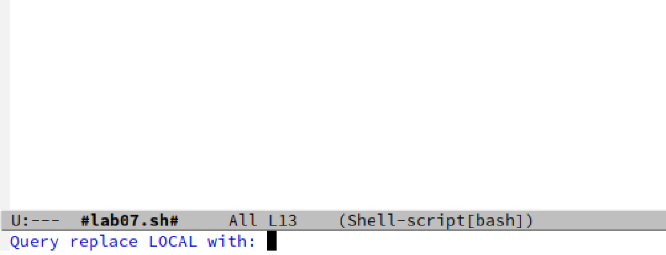 U:---  #lab07.sh#     All L13    (Shell-script[bash])
Query replace LOCAL with: